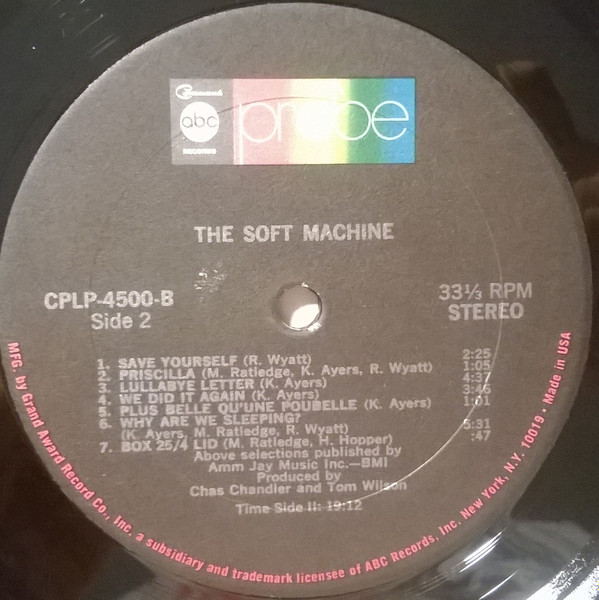 Command
abc
RECORDS
probe
THE SOFT MACHINE
CPLP-4500-B
Side 2
33⅓ RPM
STEREO
1. SAVE YOURSELF (R. Wyatt) 2:25
2. PRISCILLA (M. Ratledge, K. Ayers, R. Wyatt) 1:05
3. LULLABYE LETTER (K. Ayers) 4:37
4. WE DID IT AGAIN (K. Ayers) 3:46
5. PLUS BELLE QU'UNE POUBELLE (K. Ayers) 1:01
6. WHY ARE WE SLEEPING?
(K. Ayers, M. Ratledge, R. Wyatt) 5:31
7. BOX 25/4 LID (M. Ratledge, H. Hopper) :47
Above selections published by
Amm Jay Music Inc.—BMI
Produced by
Chas Chandler and Tom Wilson
Time Side II: 19:12
MFG. by Grand Award Record Co., Inc. a subsidiary and trademark licensee of ABC Records, Inc. New York, N.Y. 10019 • Made in USA